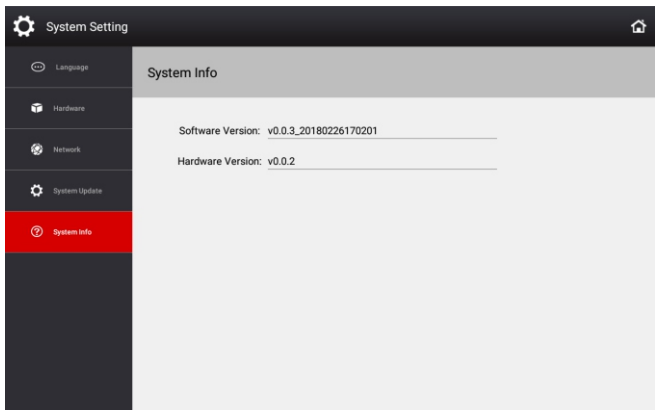 System Setting
Language
System Info
Hardware
Software Version: v0.0.3_20180226170201
Network
Hardware Version: v0.0.2
System Update
System Info